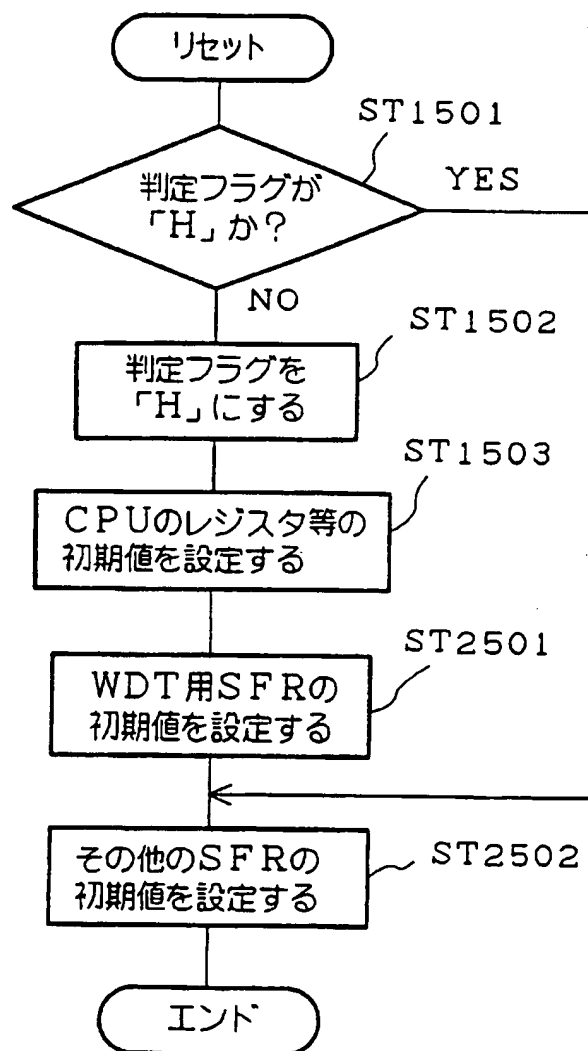 リセット
ST1501
判定フラグが
「H」か?
YES
NO
ST1502
判定フラグを
「H」にする
ST1503
CPUのレジスタ等の
初期値を設定する
ST2501
WDT用SFRの
初期値を設定する
その他のSFRの
初期値を設定する
ST2502
エンド